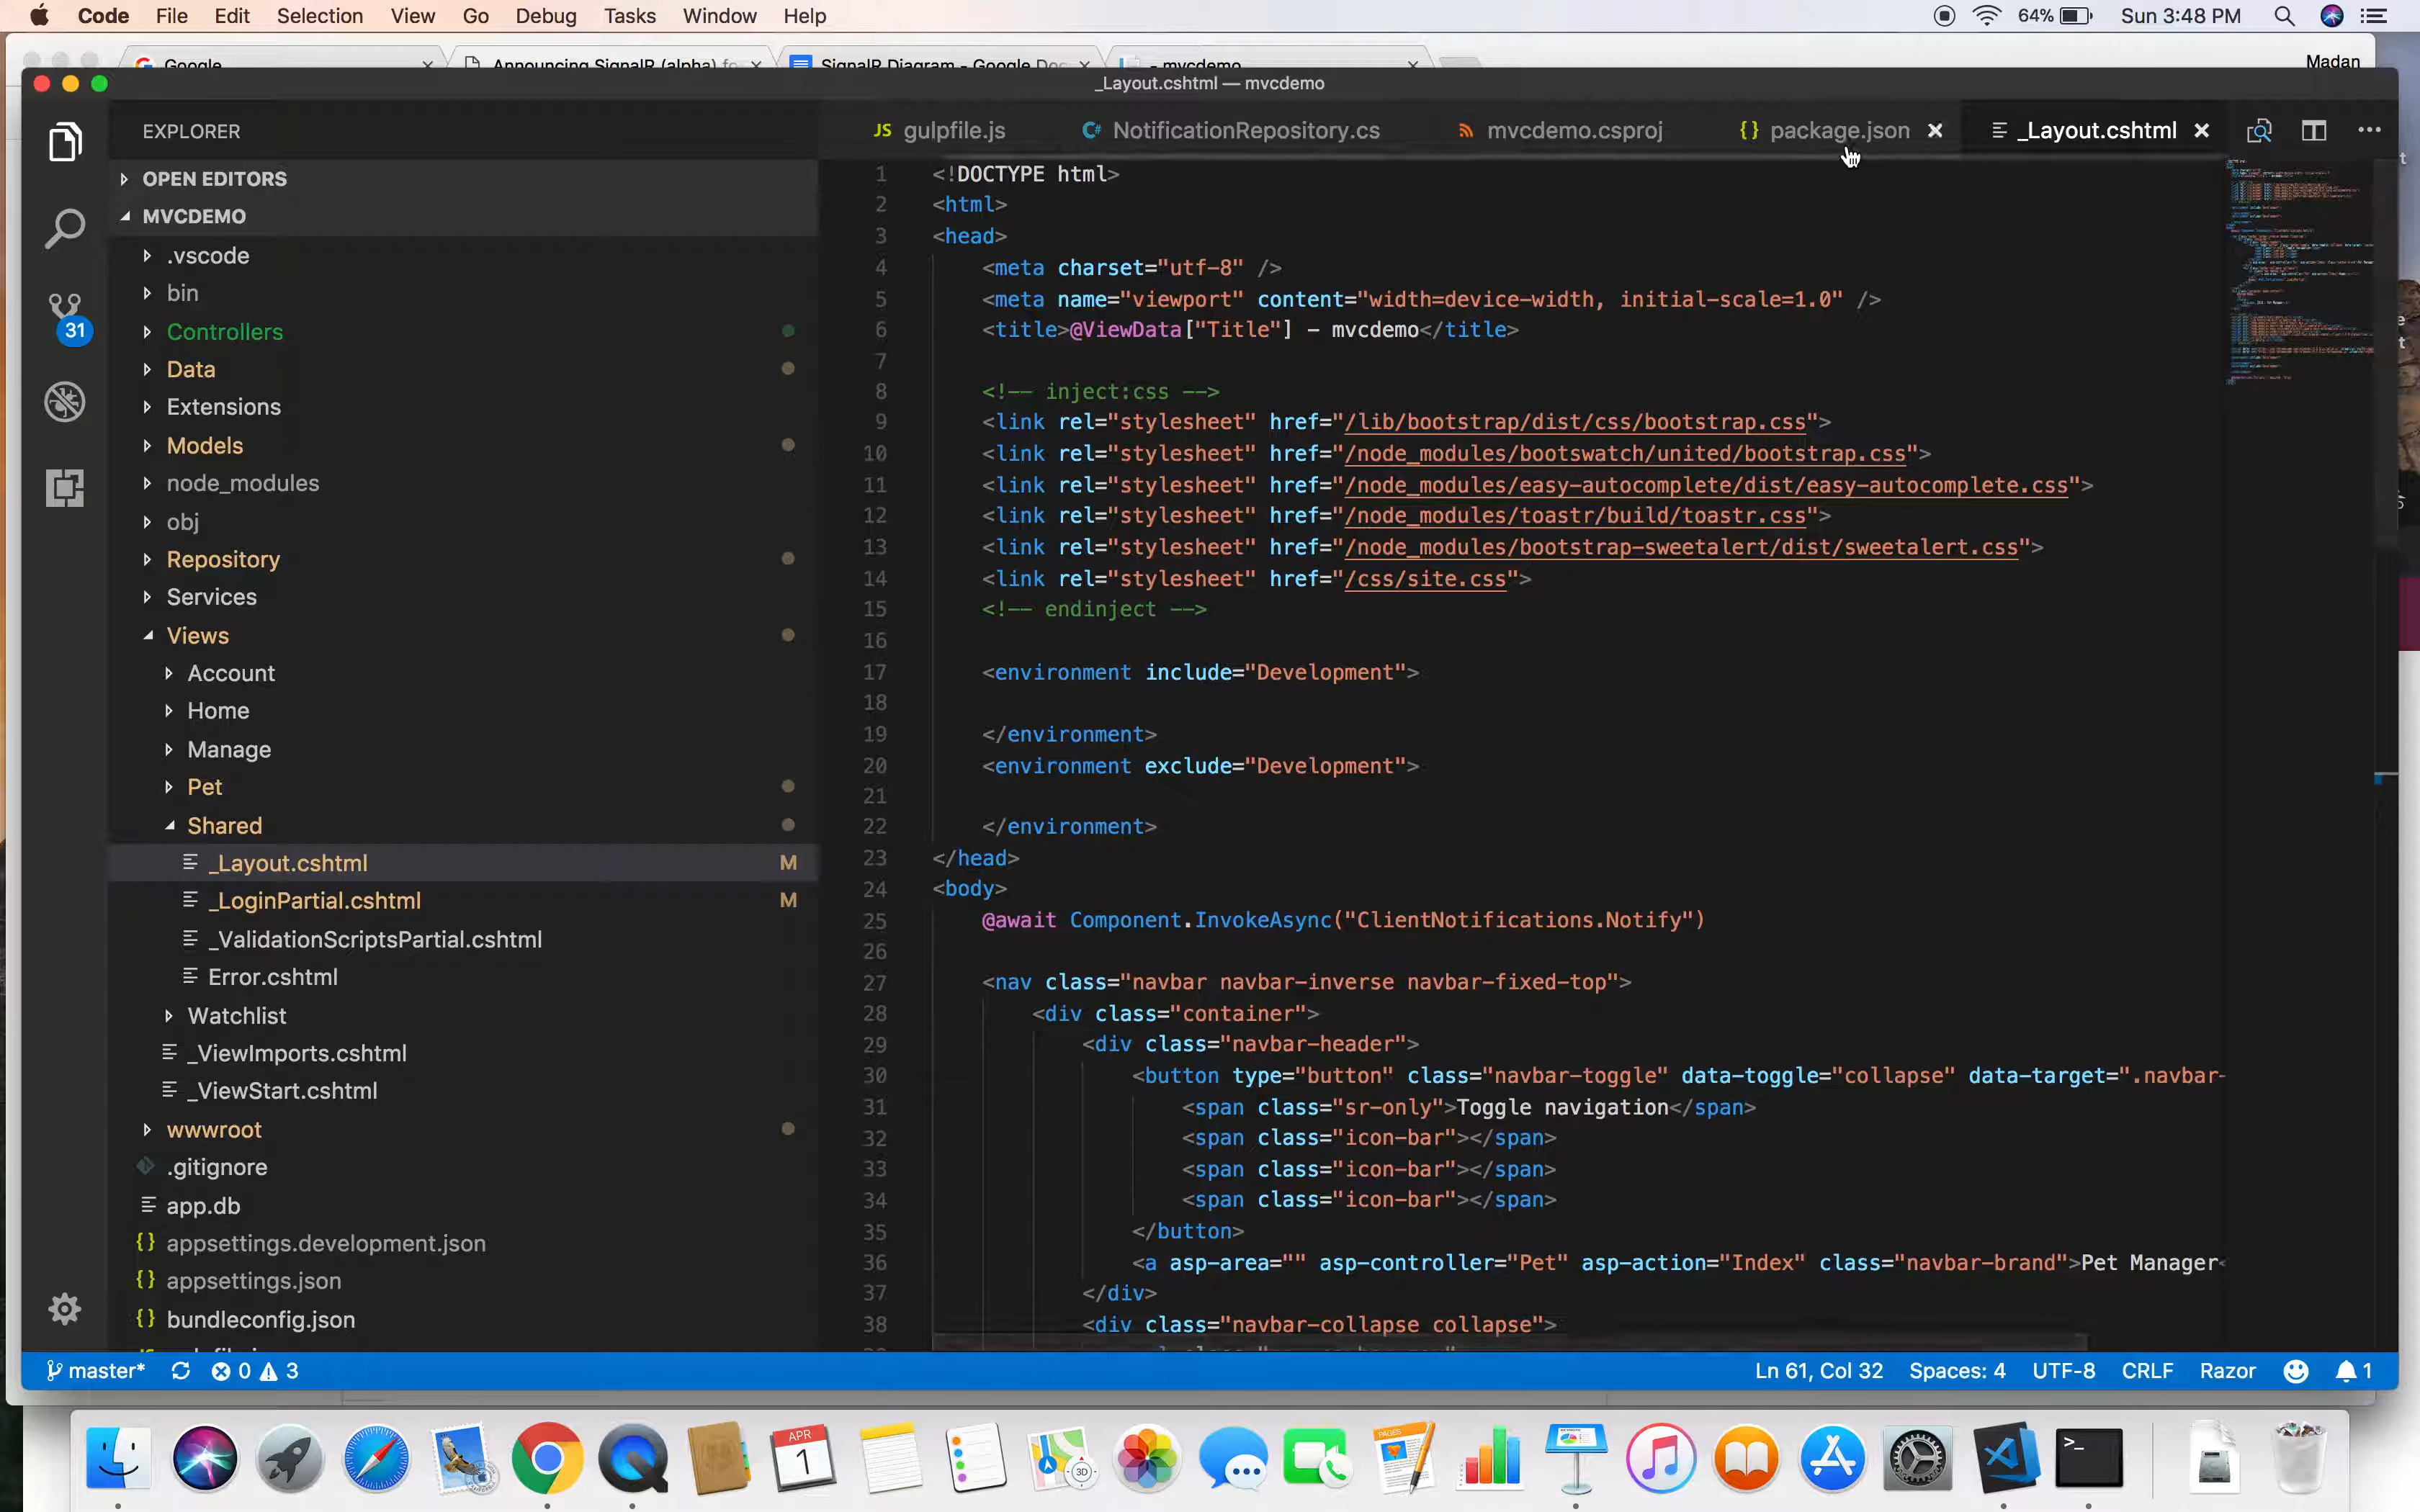 Code File Edit Selection View Go Debug Tasks Window Help 64% Sun 3:48 PM
Google Announcing SignalR (alpha) fo SignalR Diagram - Google Doc - mvcdemo Madan
_Layout.cshtml — mvcdemo
EXPLORER
JS gulpfile.js C# NotificationRepository.cs mvcdemo.csproj {} package.json _Layout.cshtml
OPEN EDITORS
MVCDEMO
.vscode
bin
Controllers
Data
Extensions
Models
node_modules
obj
Repository
Services
Views
Account
Home
Manage
Pet
Shared
_Layout.cshtml M
_LoginPartial.cshtml M
_ValidationScriptsPartial.cshtml
Error.cshtml
Watchlist
_ViewImports.cshtml
_ViewStart.cshtml
wwwroot
.gitignore
app.db
{} appsettings.development.json
{} appsettings.json
{} bundleconfig.json
31
1 <!DOCTYPE html>
2 <html>
3 <head>
4 <meta charset="utf-8" />
5 <meta name="viewport" content="width=device-width, initial-scale=1.0" />
6 <title>@ViewData["Title"] - mvcdemo</title>
7
8 <!-- inject:css -->
9 <link rel="stylesheet" href="/lib/bootstrap/dist/css/bootstrap.css">
10 <link rel="stylesheet" href="/node_modules/bootswatch/united/bootstrap.css">
11 <link rel="stylesheet" href="/node_modules/easy-autocomplete/dist/easy-autocomplete.css">
12 <link rel="stylesheet" href="/node_modules/toastr/build/toastr.css">
13 <link rel="stylesheet" href="/node_modules/bootstrap-sweetalert/dist/sweetalert.css">
14 <link rel="stylesheet" href="/css/site.css">
15 <!-- endinject -->
16
17 <environment include="Development">
18
19 </environment>
20 <environment exclude="Development">
21
22 </environment>
23 </head>
24 <body>
25 @await Component.InvokeAsync("ClientNotifications.Notify")
26
27 <nav class="navbar navbar-inverse navbar-fixed-top">
28 <div class="container">
29 <div class="navbar-header">
30 <button type="button" class="navbar-toggle" data-toggle="collapse" data-target=".navbar-
31 <span class="sr-only">Toggle navigation</span>
32 <span class="icon-bar"></span>
33 <span class="icon-bar"></span>
34 <span class="icon-bar"></span>
35 </button>
36 <a asp-area="" asp-controller="Pet" asp-action="Index" class="navbar-brand">Pet Manager<
37 </div>
38 <div class="navbar-collapse collapse">
master* 0 3 Ln 61, Col 32 Spaces: 4 UTF-8 CRLF Razor 1
APR
1
3D
PAGES
>_